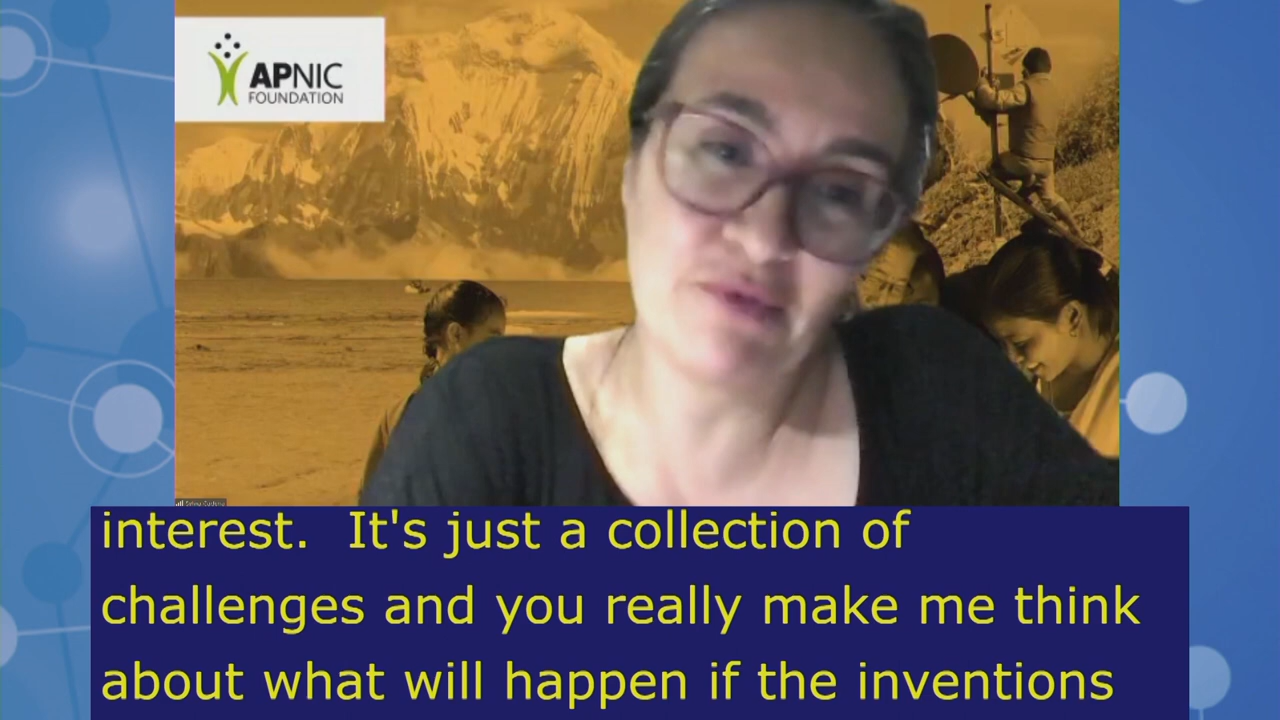 APNIC
FOUNDATION
interest.  It's just a collection of
challenges and you really make me think
about what will happen if the inventions